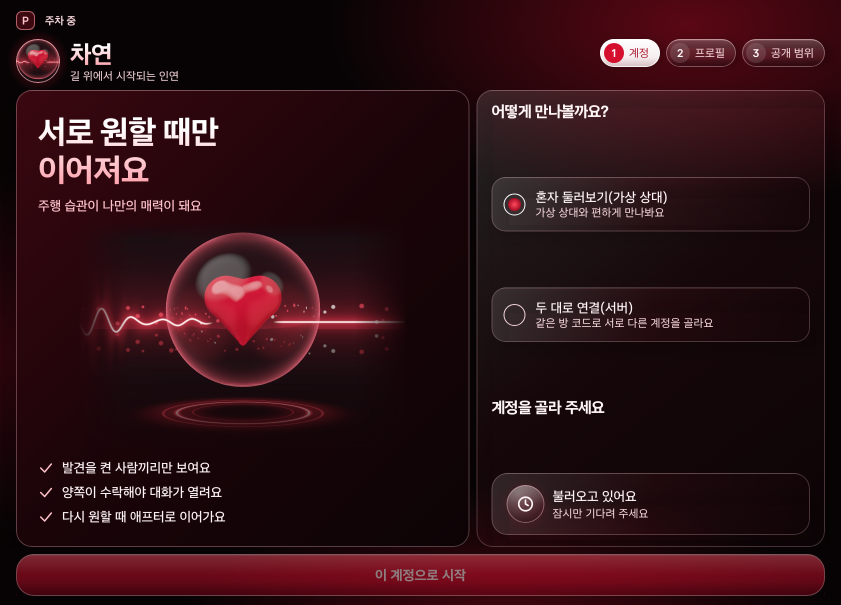 P 주차 중
차연
길 위에서 시작되는 인연
1 계정
2 프로필
3 공개 범위
서로 원할 때만
이어져요
주행 습관이 나만의 매력이 돼요
발견을 켠 사람끼리만 보여요
양쪽이 수락해야 대화가 열려요
다시 원할 때 애프터로 이어가요
어떻게 만나볼까요?
혼자 둘러보기(가상 상대)
가상 상대와 편하게 만나봐요
두 대로 연결(서버)
같은 방 코드로 서로 다른 계정을 골라요
계정을 골라 주세요
불러오고 있어요
잠시만 기다려 주세요
이 계정으로 시작